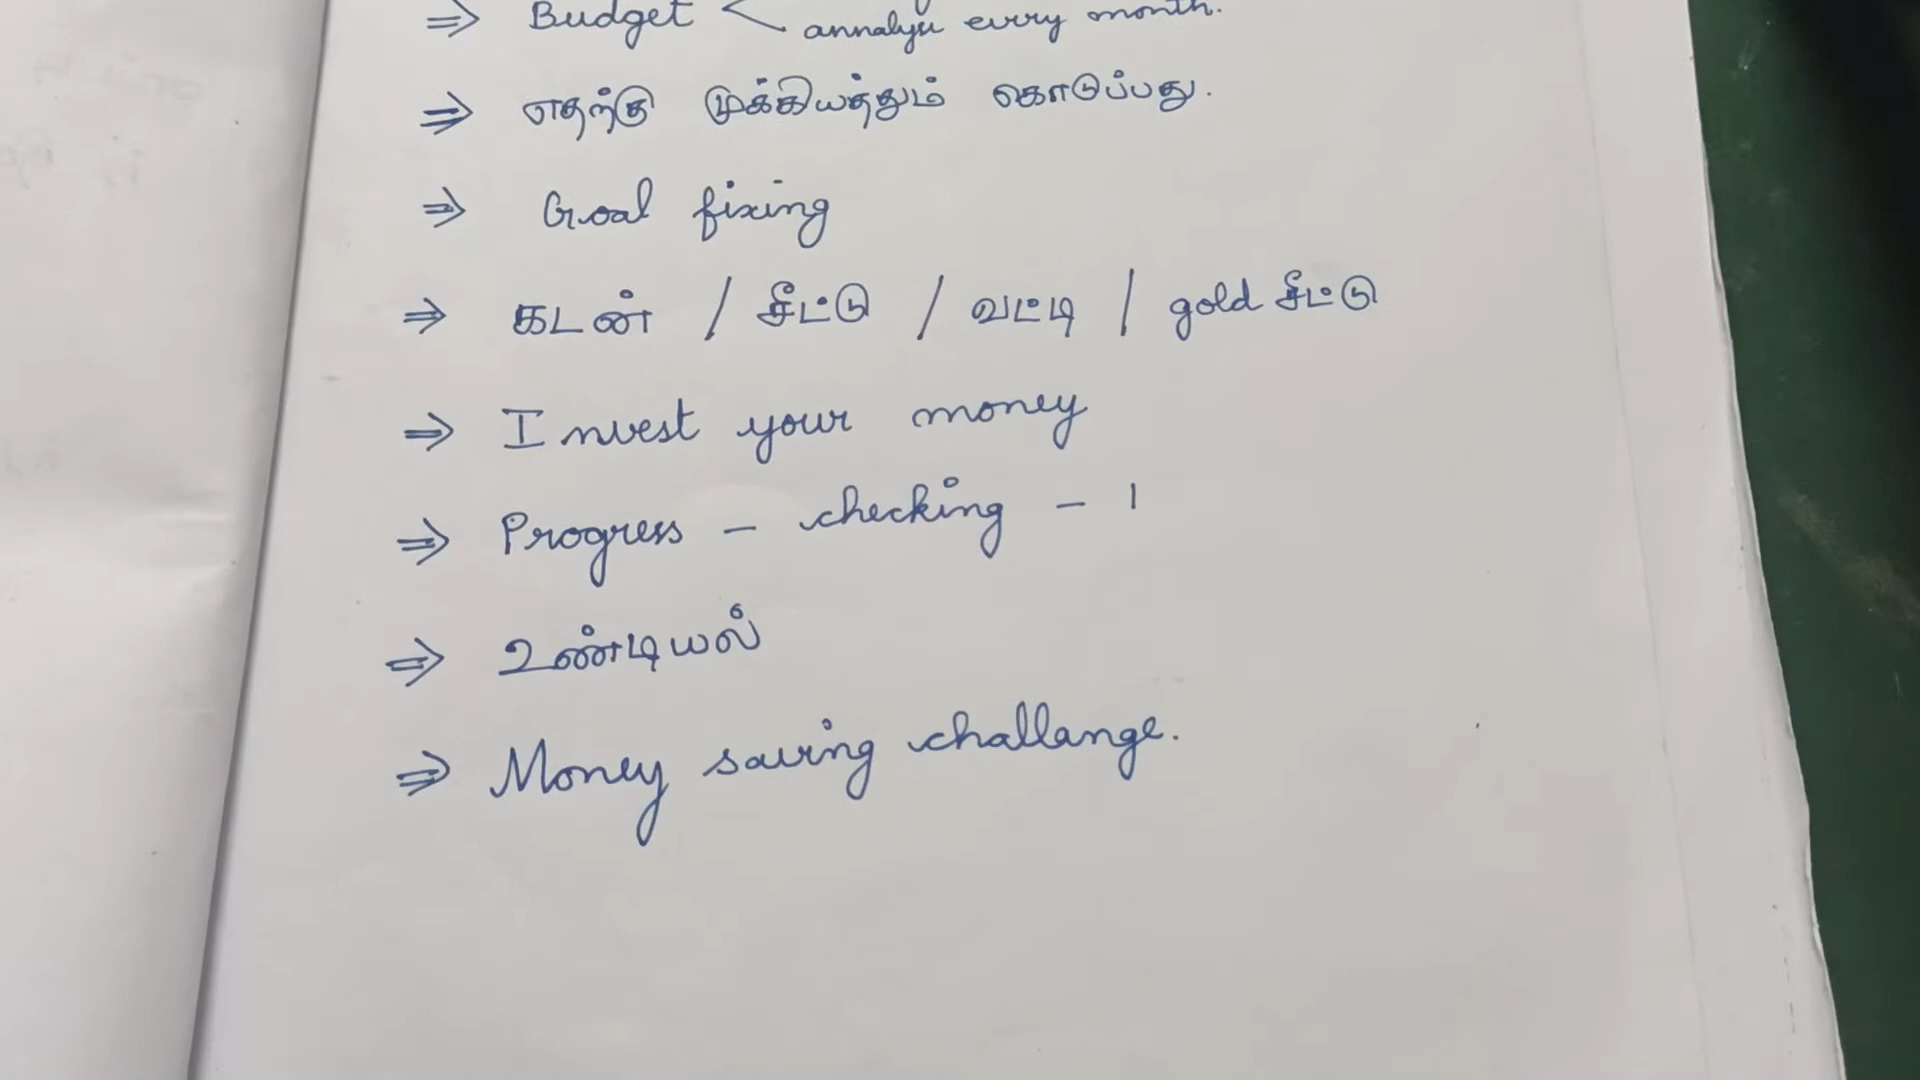 ⇒ Budget < annalyse every month.
⇒ எதற்கு முக்கியத்தும் கொடுப்பது.
⇒ Goal fixing
⇒ கடன் / சீட்டு / வட்டி / gold சீட்டு
⇒ Invest your money
⇒ Progress - checking - 1
⇒ உண்டியல்
⇒ Money saving challange.